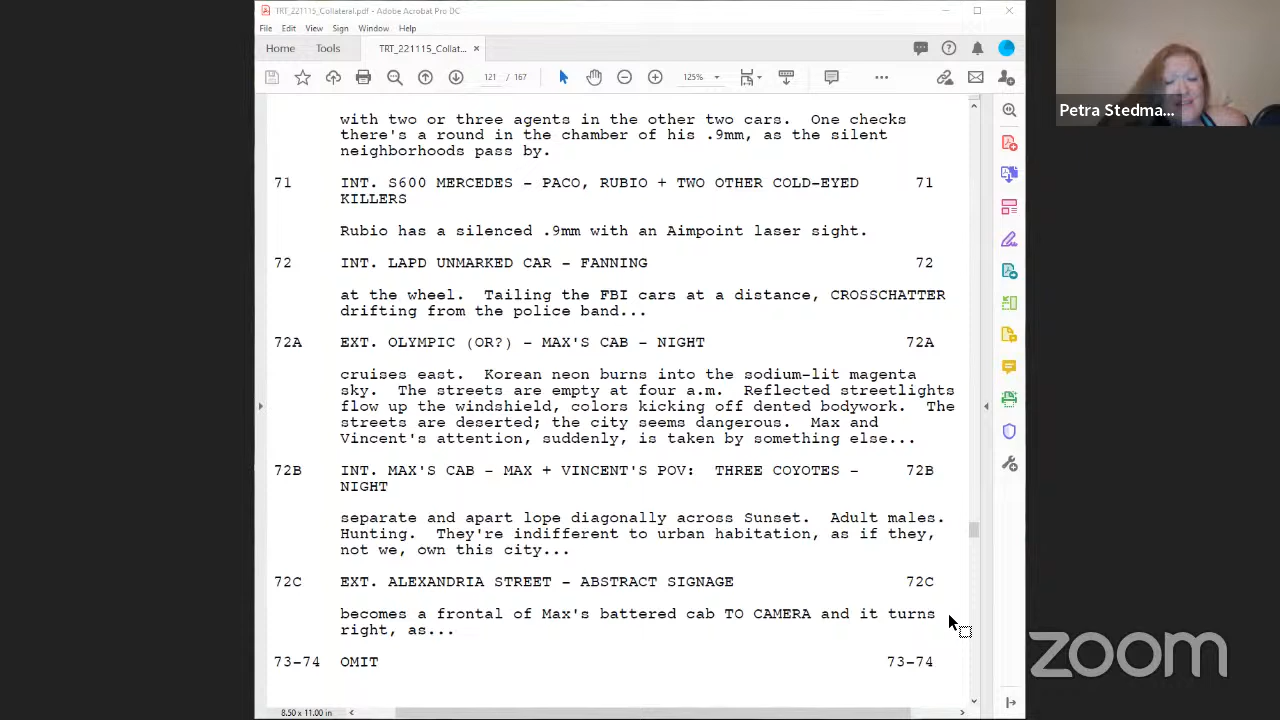 TRT_221115_Collateral.pdf - Adobe Acrobat Pro DC
File Edit View Sign Window Help
Home Tools TRT_221115_Collat... ×
121 / 167 125%
Petra Stedma...
with two or three agents in the other two cars. One checks
there's a round in the chamber of his .9mm, as the silent
neighborhoods pass by.
71 INT. S600 MERCEDES - PACO, RUBIO + TWO OTHER COLD-EYED 71
KILLERS
Rubio has a silenced .9mm with an Aimpoint laser sight.
72 INT. LAPD UNMARKED CAR - FANNING 72
at the wheel. Tailing the FBI cars at a distance, CROSSCHATTER
drifting from the police band...
72A EXT. OLYMPIC (OR?) - MAX'S CAB - NIGHT 72A
cruises east. Korean neon burns into the sodium-lit magenta
sky. The streets are empty at four a.m. Reflected streetlights
flow up the windshield, colors kicking off dented bodywork. The
streets are deserted; the city seems dangerous. Max and
Vincent's attention, suddenly, is taken by something else...
72B INT. MAX'S CAB - MAX + VINCENT'S POV: THREE COYOTES - 72B
NIGHT
separate and apart lope diagonally across Sunset. Adult males.
Hunting. They're indifferent to urban habitation, as if they,
not we, own this city...
72C EXT. ALEXANDRIA STREET - ABSTRACT SIGNAGE 72C
becomes a frontal of Max's battered cab TO CAMERA and it turns
right, as...
73-74 OMIT 73-74
8.50 x 11.00 in
zoom